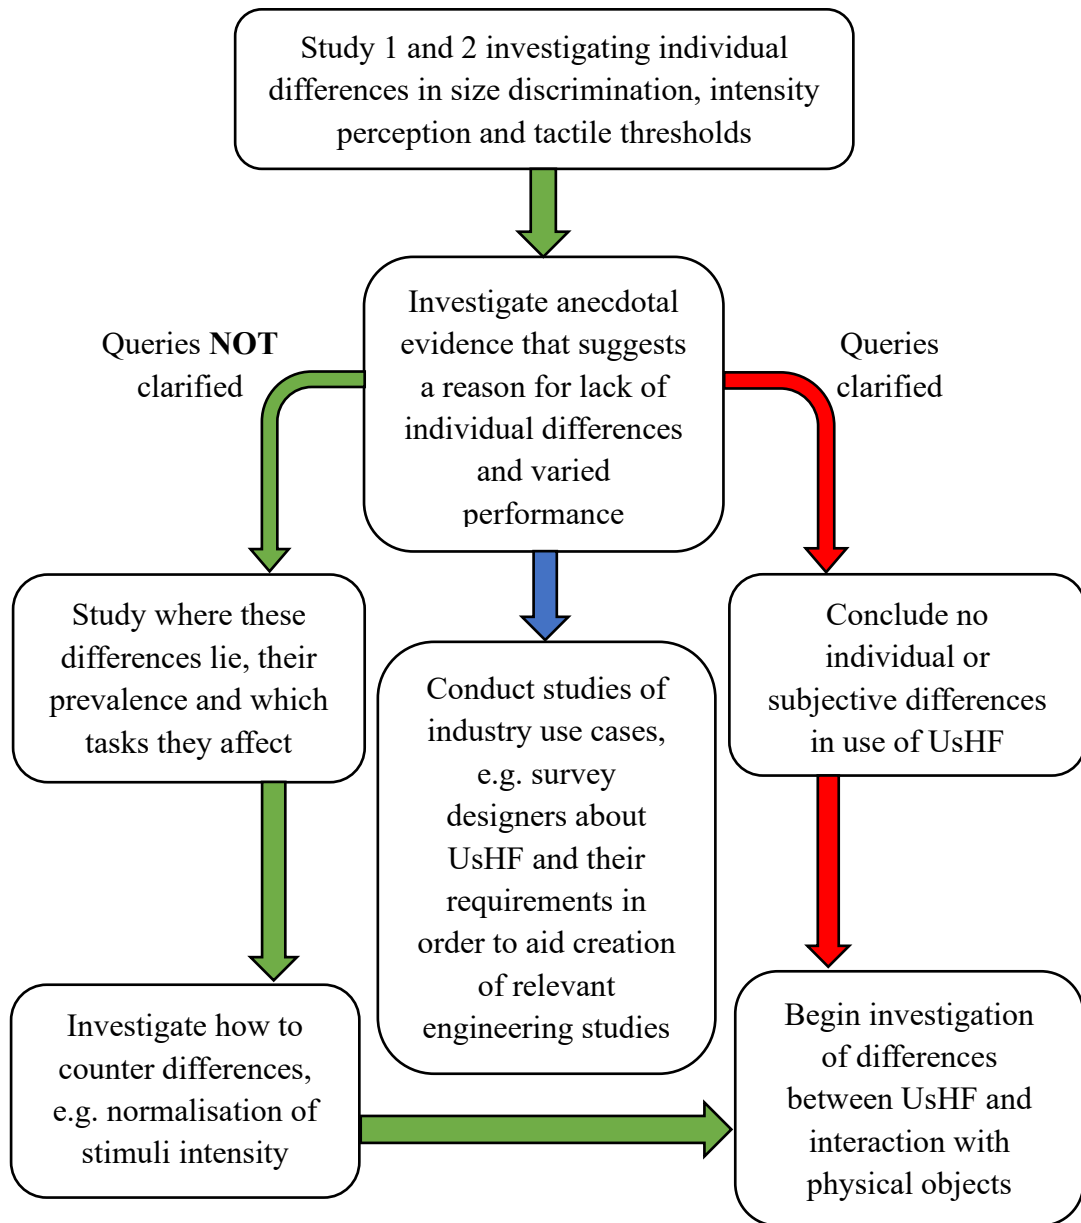 Study 1 and 2 investigating individual
differences in size discrimination, intensity
perception and tactile thresholds
Investigate anecdotal
evidence that suggests
a reason for lack of
individual differences
and varied
performance
Queries NOT
clarified
Queries
clarified
Study where these
differences lie, their
prevalence and which
tasks they affect
Conduct studies of
industry use cases,
e.g. survey
designers about
UsHF and their
requirements in
order to aid creation
of relevant
engineering studies
Conclude no
individual or
subjective differences
in use of UsHF
Investigate how to
counter differences,
e.g. normalisation of
stimuli intensity
Begin investigation
of differences
between UsHF and
interaction with
physical objects